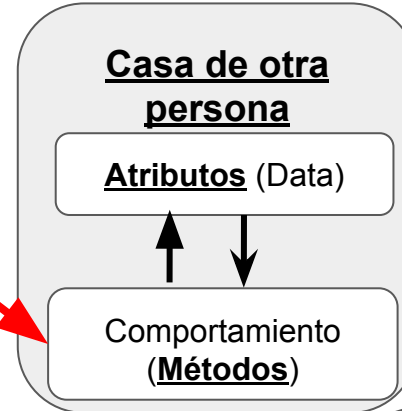 Casa de otra
persona
Atributos (Data)
Comportamiento
(Métodos)